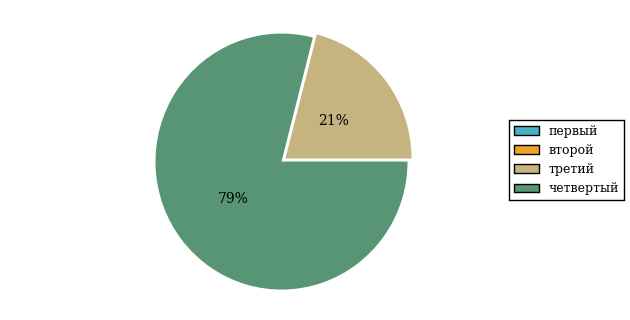 21%
79%
первый
второй
третий
четвертый